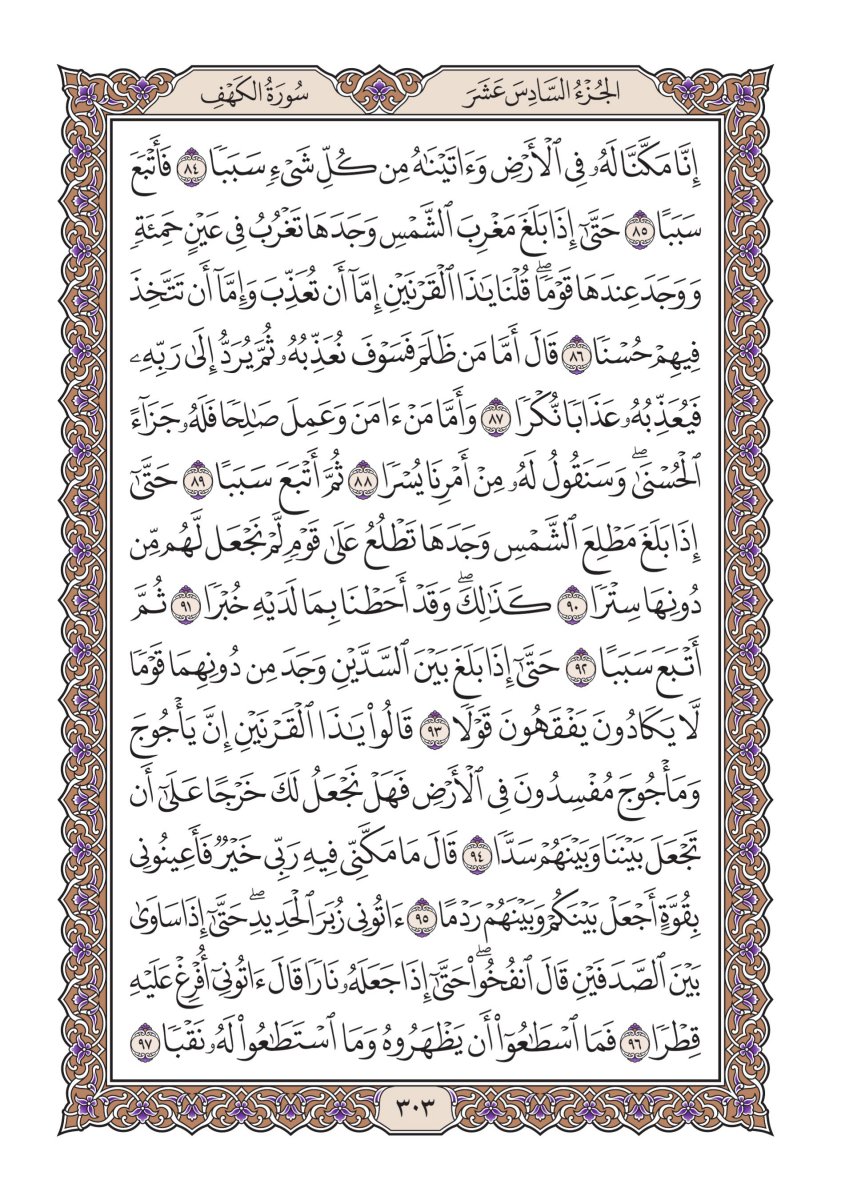 الجُزْءُ السَّادِسَ عَشَرَ
سُورَةُ الكَهْفِ
إِنَّا مَكَّنَّا لَهُۥ فِي ٱلْأَرْضِ وَءَاتَيْنَٰهُ مِن كُلِّ شَيْءٖ سَبَبٗا ٨٤ فَأَتْبَعَ
سَبَبًا ٨٥ حَتَّىٰٓ إِذَا بَلَغَ مَغْرِبَ ٱلشَّمْسِ وَجَدَهَا تَغْرُبُ فِي عَيْنٍ حَمِئَةٖ
وَوَجَدَ عِندَهَا قَوْمٗاۖ قُلْنَا يَٰذَا ٱلْقَرْنَيْنِ إِمَّآ أَن تُعَذِّبَ وَإِمَّآ أَن تَتَّخِذَ
فِيهِمْ حُسْنٗا ٨٦ قَالَ أَمَّا مَن ظَلَمَ فَسَوْفَ نُعَذِّبُهُۥ ثُمَّ يُرَدُّ إِلَىٰ رَبِّهِۦ
فَيُعَذِّبُهُۥ عَذَابٗا نُّكْرٗا ٨٧ وَأَمَّا مَنْ ءَامَنَ وَعَمِلَ صَٰلِحٗا فَلَهُۥ جَزَآءً
ٱلْحُسْنَىٰۖ وَسَنَقُولُ لَهُۥ مِنْ أَمْرِنَا يُسْرٗا ٨٨ ثُمَّ أَتْبَعَ سَبَبًا ٨٩ حَتَّىٰٓ
إِذَا بَلَغَ مَطْلِعَ ٱلشَّمْسِ وَجَدَهَا تَطْلُعُ عَلَىٰ قَوْمٖ لَّمْ نَجْعَل لَّهُم مِّن
دُونِهَا سِتْرٗا ٩٠ كَذَٰلِكَۖ وَقَدْ أَحَطْنَا بِمَا لَدَيْهِ خُبْرٗا ٩١ ثُمَّ
أَتْبَعَ سَبَبًا ٩٢ حَتَّىٰٓ إِذَا بَلَغَ بَيْنَ ٱلسَّدَّيْنِ وَجَدَ مِن دُونِهِمَا قَوْمٗا
لَّا يَكَادُونَ يَفْقَهُونَ قَوْلٗا ٩٣ قَالُوا۟ يَٰذَا ٱلْقَرْنَيْنِ إِنَّ يَأْجُوجَ
وَمَأْجُوجَ مُفْسِدُونَ فِي ٱلْأَرْضِ فَهَلْ نَجْعَلُ لَكَ خَرْجًا عَلَىٰٓ أَن
تَجْعَلَ بَيْنَنَا وَبَيْنَهُمْ سَدّٗا ٩٤ قَالَ مَا مَكَّنِّي فِيهِ رَبِّي خَيْرٞ فَأَعِينُونِي
بِقُوَّةٍ أَجْعَلْ بَيْنَكُمْ وَبَيْنَهُمْ رَدْمًا ٩٥ ءَاتُونِي زُبَرَ ٱلْحَدِيدِۖ حَتَّىٰٓ إِذَا سَاوَىٰ
بَيْنَ ٱلصَّدَفَيْنِ قَالَ ٱنفُخُوا۟ۖ حَتَّىٰٓ إِذَا جَعَلَهُۥ نَارٗا قَالَ ءَاتُونِيٓ أُفْرِغْ عَلَيْهِ
قِطْرٗا ٩٦ فَمَا ٱسْطَٰعُوٓا۟ أَن يَظْهَرُوهُ وَمَا ٱسْتَطَٰعُوا۟ لَهُۥ نَقْبٗا ٩٧
٣٠٣